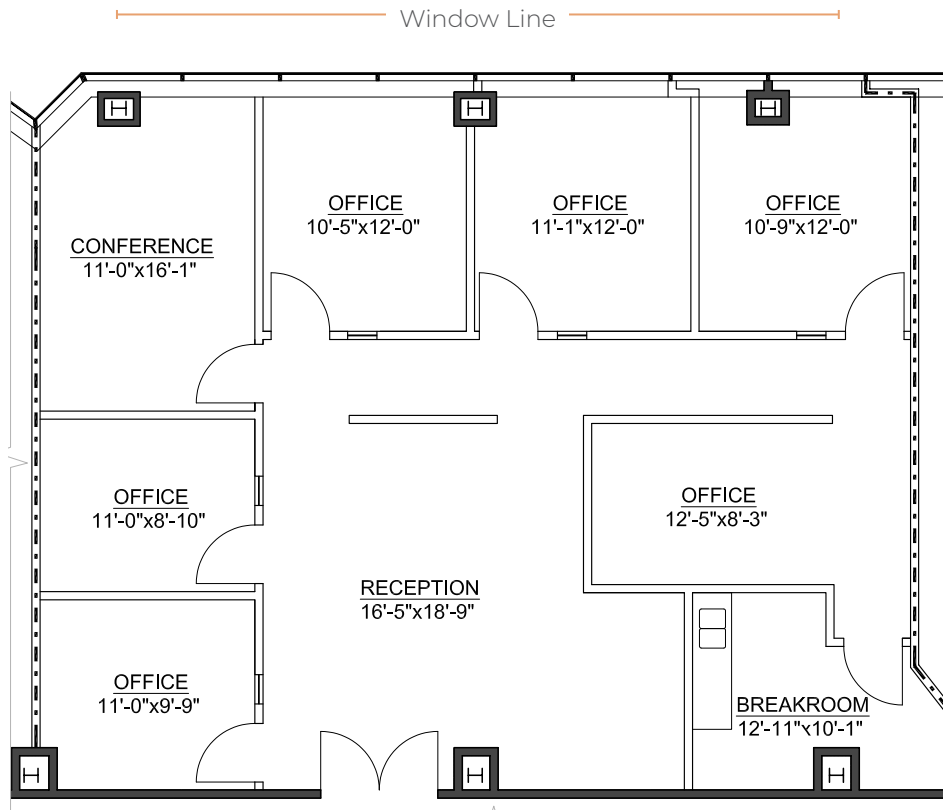 Window Line
OFFICE
10'-5"x12'-0"
OFFICE
11'-1"x12'-0"
OFFICE
10'-9"x12'-0"
CONFERENCE
11'-0"x16'-1"
OFFICE
11'-0"x8'-10"
OFFICE
12'-5"x8'-3"
RECEPTION
16'-5"x18'-9"
OFFICE
11'-0"x9'-9"
BREAKROOM
12'-11"x10'-1"